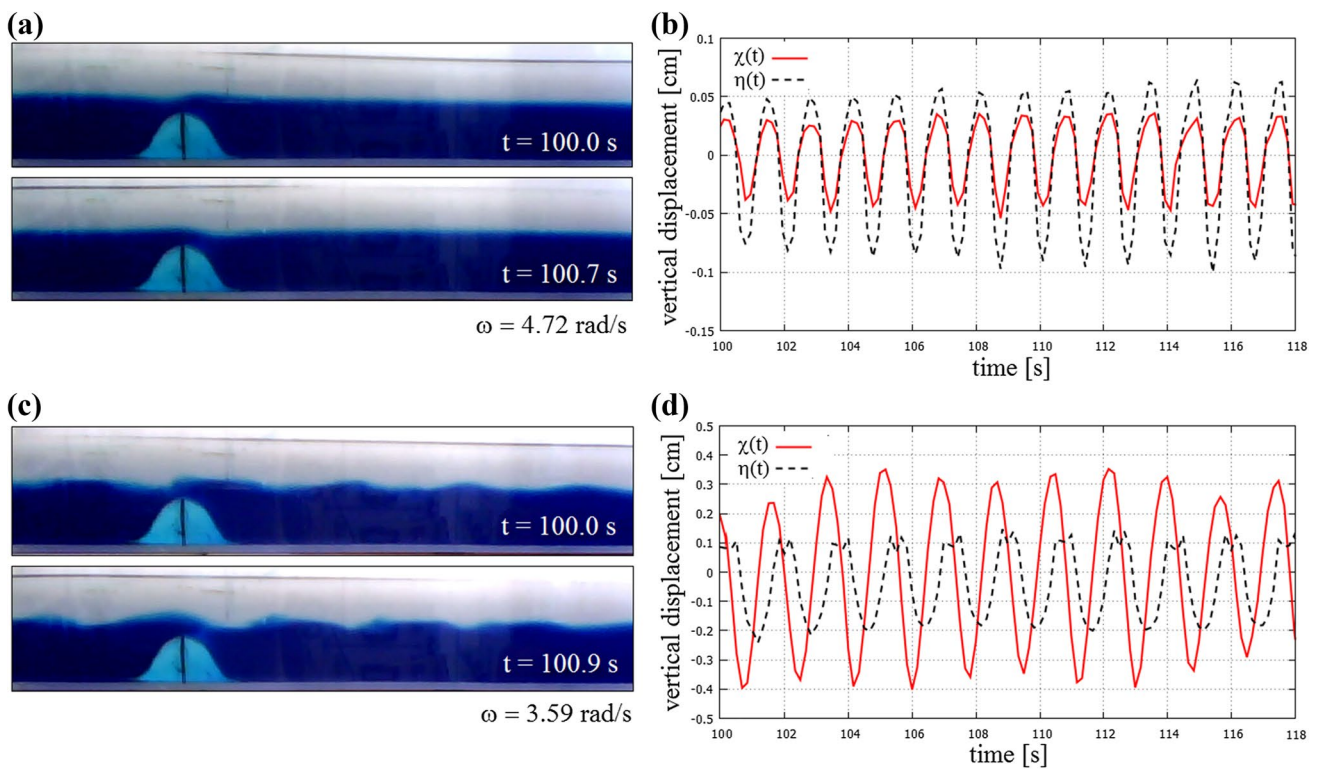 (a)
t = 100.0 s
t = 100.7 s
ω = 4.72 rad/s
(b)
χ(t)
η(t)
vertical displacement [cm]
0.1
0.05
0
-0.05
-0.1
-0.15
100 102 104 106 108 110 112 114 116 118
time [s]
(c)
t = 100.0 s
t = 100.9 s
ω = 3.59 rad/s
(d)
χ(t)
η(t)
vertical displacement [cm]
0.5
0.4
0.3
0.2
0.1
0
-0.1
-0.2
-0.3
-0.4
-0.5
100 102 104 106 108 110 112 114 116 118
time [s]